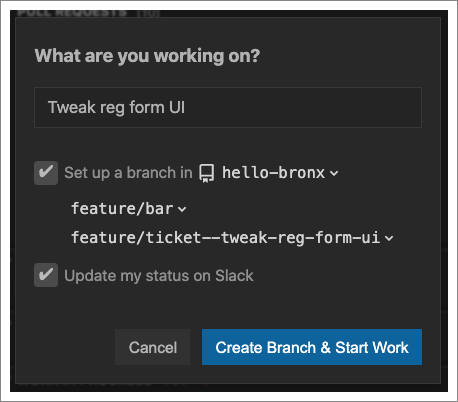 PULL REQUESTS (10)
What are you working on?
Tweak reg form UI
Set up a branch in hello-bronx
feature/bar
feature/ticket--tweak-reg-form-ui
Update my status on Slack
Cancel Create Branch & Start Work